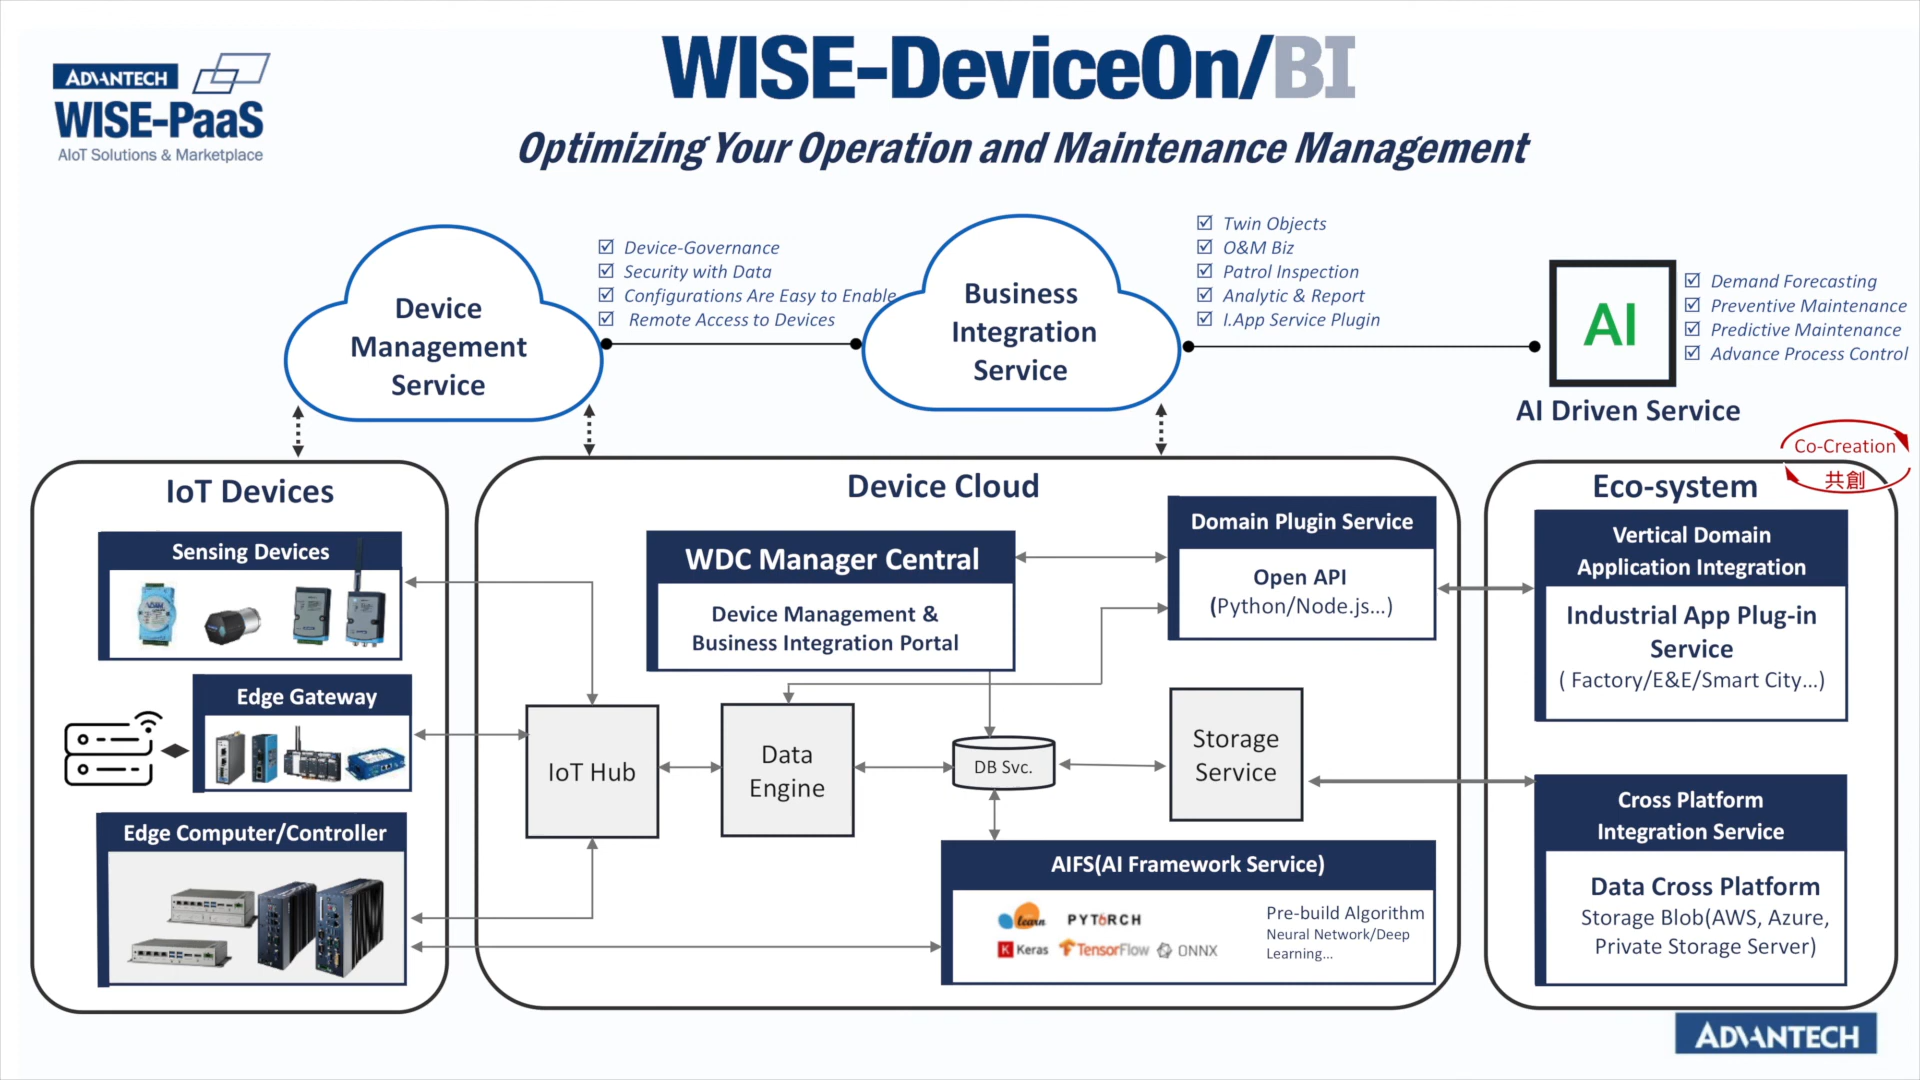 ADVANTECH
WISE-PaaS
AIoT Solutions & Marketplace
WISE-DeviceOn/BI
Optimizing Your Operation and Maintenance Management
Device
Management
Service
Device-Governance
Security with Data
Configurations Are Easy to Enable
Remote Access to Devices
Business
Integration
Service
Twin Objects
O&M Biz
Patrol Inspection
Analytic & Report
I.App Service Plugin
AI
Demand Forecasting
Preventive Maintenance
Predictive Maintenance
Advance Process Control
AI Driven Service
Co-Creation
共創
IoT Devices
Sensing Devices
Edge Gateway
Edge Computer/Controller
Device Cloud
WDC Manager Central
Device Management &
Business Integration Portal
Domain Plugin Service
Open API
(Python/Node.js...)
IoT Hub
Data
Engine
DB Svc.
Storage
Service
AIFS(AI Framework Service)
learn
PYTORCH
Keras
TensorFlow
ONNX
Pre-build Algorithm
Neural Network/Deep
Learning...
Eco-system
Vertical Domain
Application Integration
Industrial App Plug-in
Service
( Factory/E&E/Smart City...)
Cross Platform
Integration Service
Data Cross Platform
Storage Blob(AWS, Azure,
Private Storage Server)
ADVANTECH